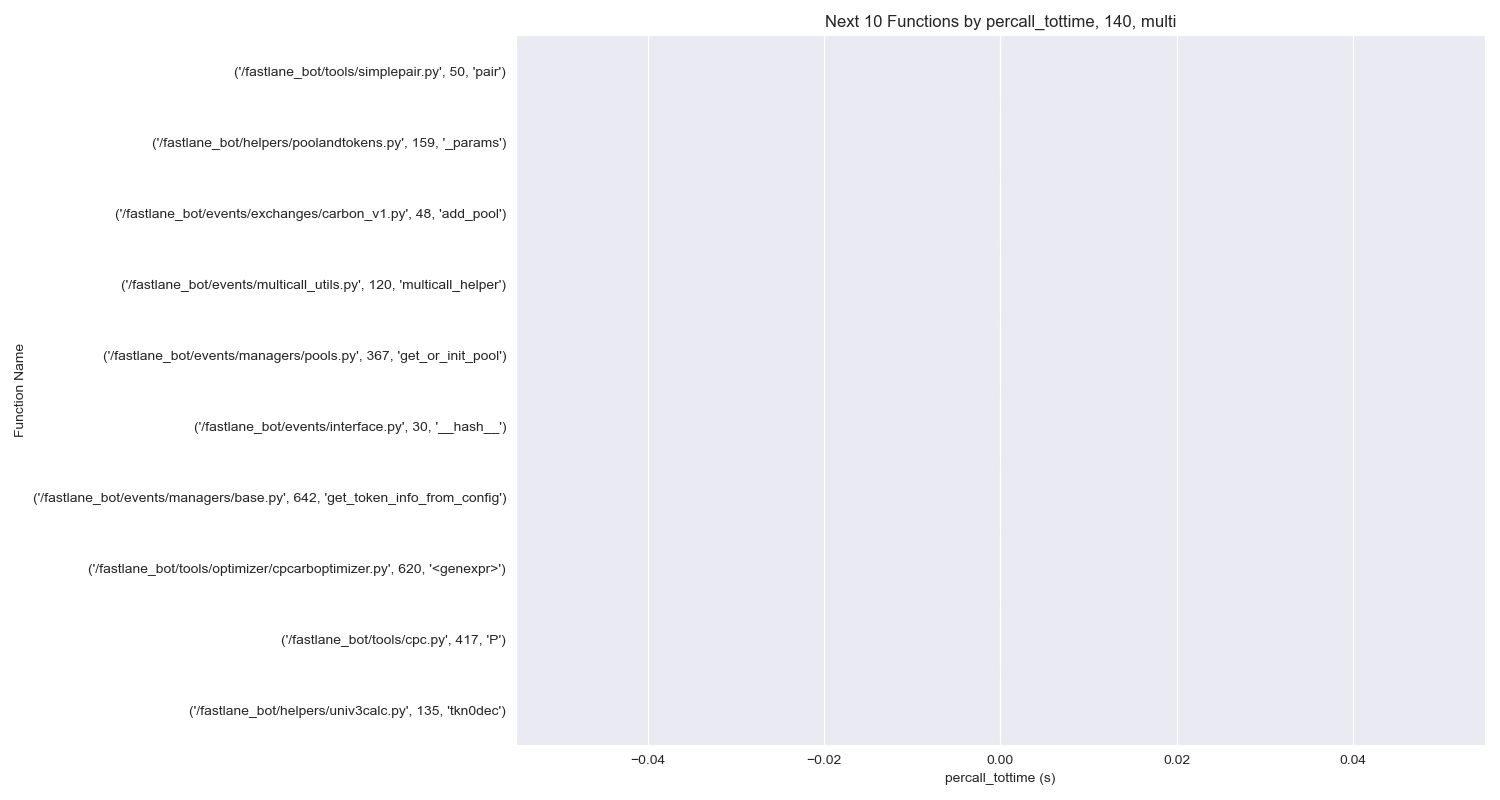 Next 10 Functions by percall_tottime, 140, multi
Function Name
('/fastlane_bot/tools/simplepair.py', 50, 'pair')
('/fastlane_bot/helpers/poolandtokens.py', 159, '_params')
('/fastlane_bot/events/exchanges/carbon_v1.py', 48, 'add_pool')
('/fastlane_bot/events/multicall_utils.py', 120, 'multicall_helper')
('/fastlane_bot/events/managers/pools.py', 367, 'get_or_init_pool')
('/fastlane_bot/events/interface.py', 30, '__hash__')
('/fastlane_bot/events/managers/base.py', 642, 'get_token_info_from_config')
('/fastlane_bot/tools/optimizer/cpcarboptimizer.py', 620, '<genexpr>')
('/fastlane_bot/tools/cpc.py', 417, 'P')
('/fastlane_bot/helpers/univ3calc.py', 135, 'tkn0dec')
−0.04 −0.02 0.00 0.02 0.04
percall_tottime (s)